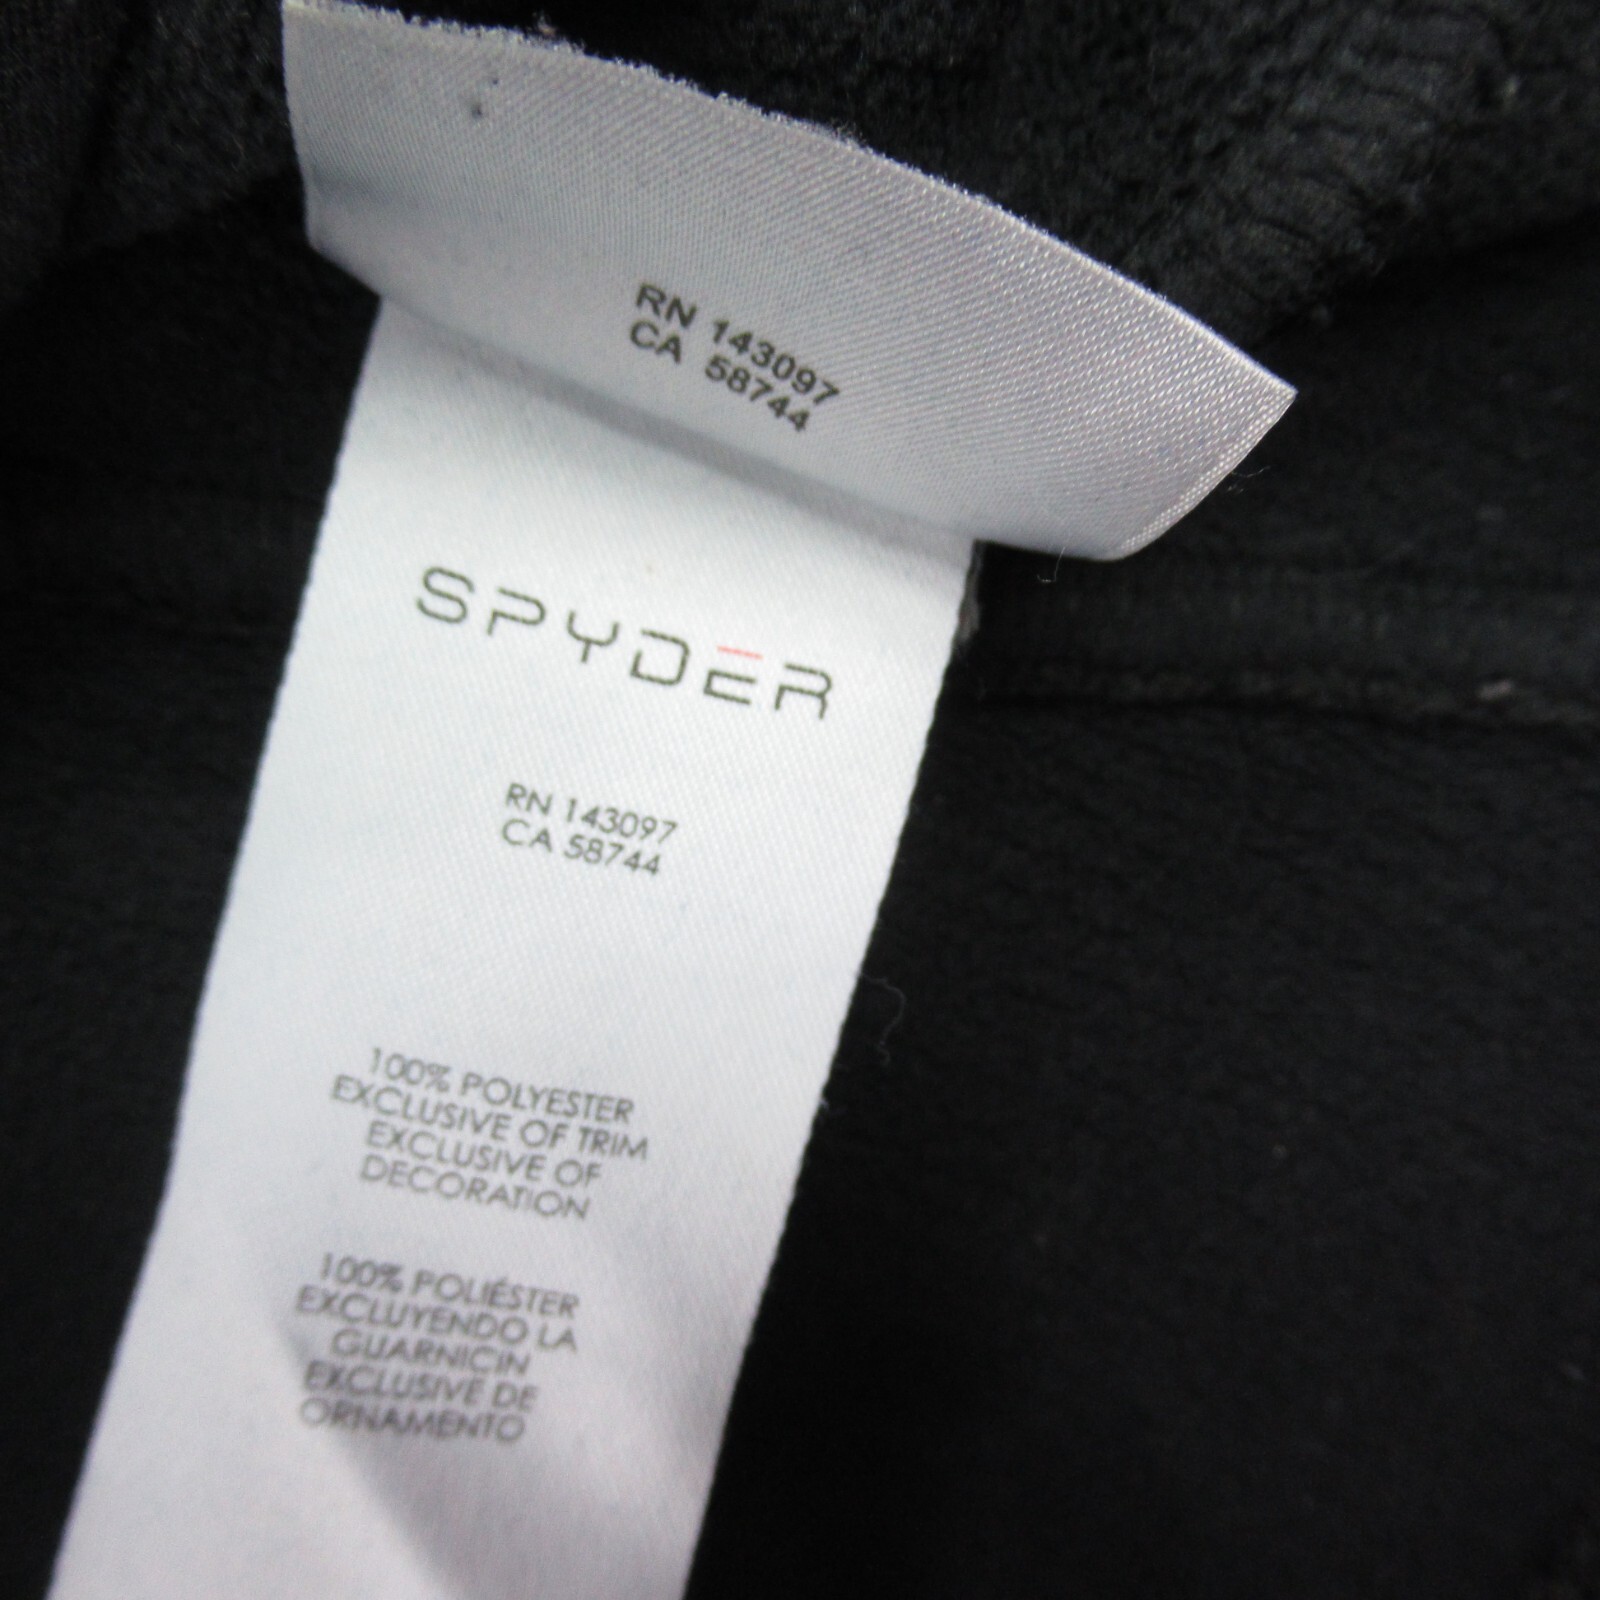 RN 143097
CA 58744
SPYDER
RN 143097
CA 58744
100% POLYESTER
EXCLUSIVE OF TRIM
EXCLUSIVE OF
DECORATION
100% POLIÉSTER
EXCLUYENDO LA
GUARNICIN
EXCLUSIVE DE
ORNAMENTO